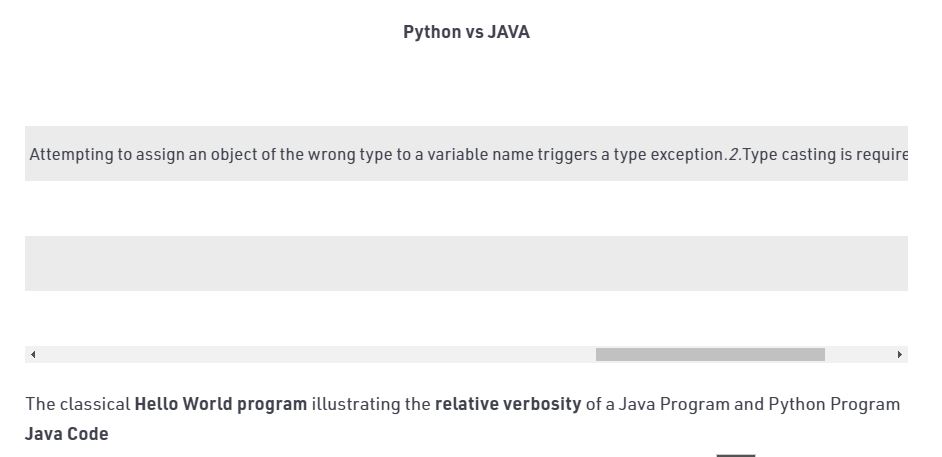 Python vs JAVA
Attempting to assign an object of the wrong type to a variable name triggers a type exception.2.Type casting is require
The classical Hello World program illustrating the relative verbosity of a Java Program and Python Program
Java Code